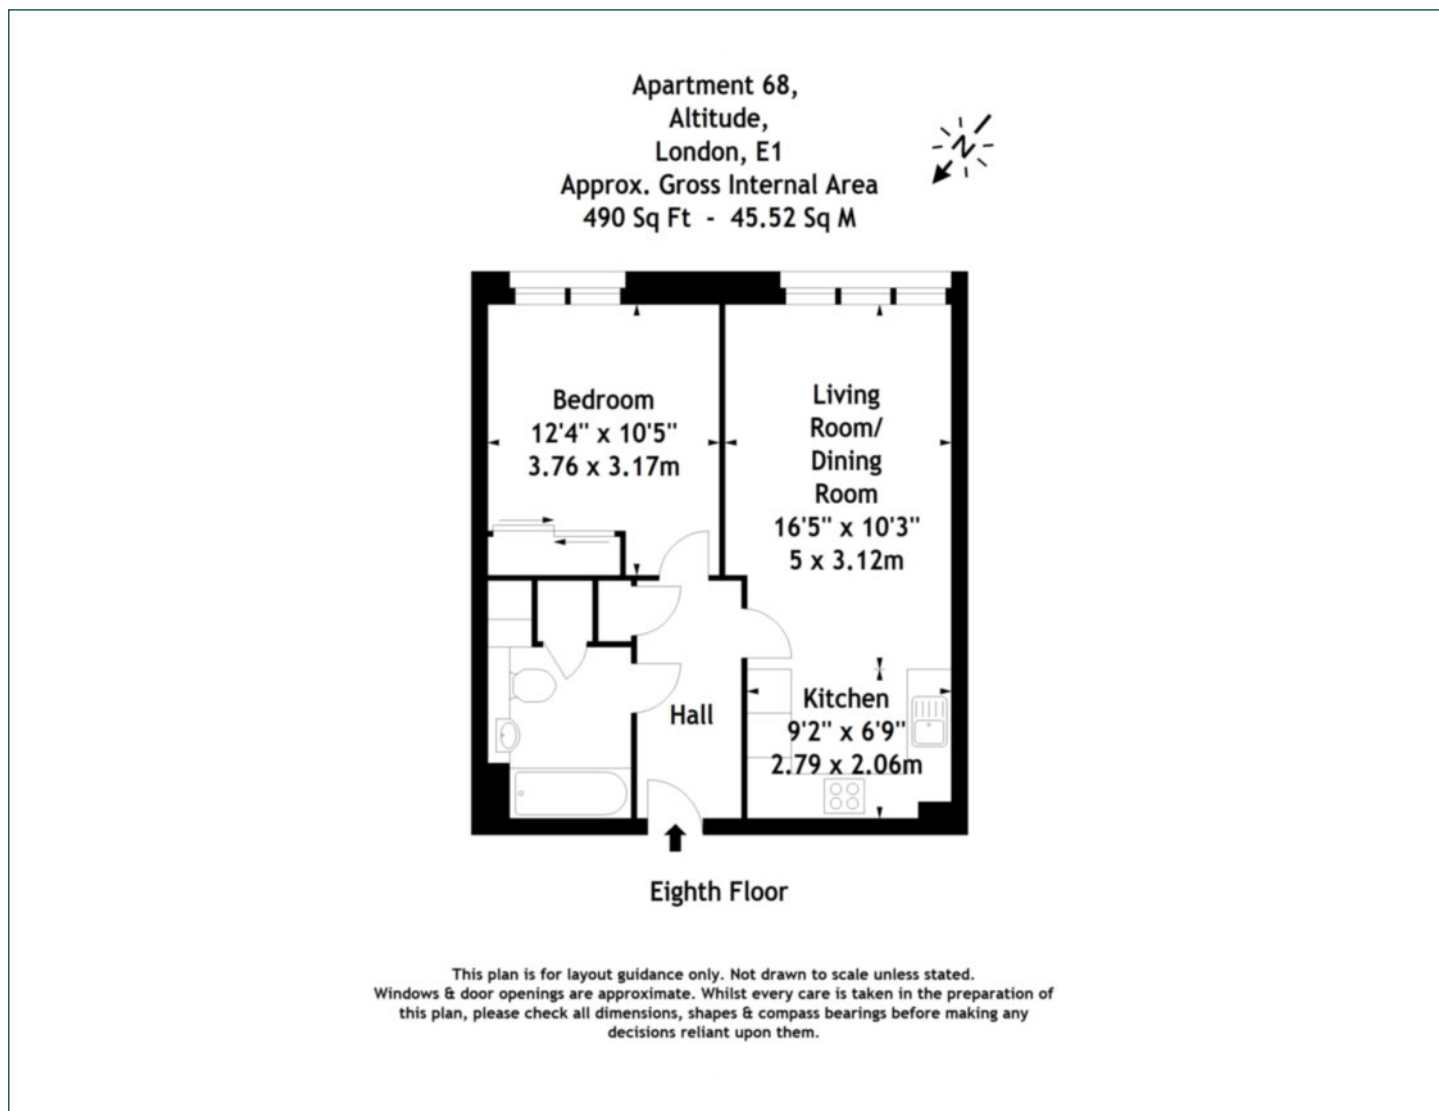 Apartment 68,
Altitude,
London, E1
Approx. Gross Internal Area
490 Sq Ft - 45.52 Sq M
N
Bedroom
12'4" x 10'5"
3.76 x 3.17m
Living
Room/
Dining
Room
16'5" x 10'3"
5 x 3.12m
Kitchen
9'2" x 6'9"
2.79 x 2.06m
Hall
Eighth Floor
This plan is for layout guidance only. Not drawn to scale unless stated.
Windows & door openings are approximate. Whilst every care is taken in the preparation of
this plan, please check all dimensions, shapes & compass bearings before making any
decisions reliant upon them.